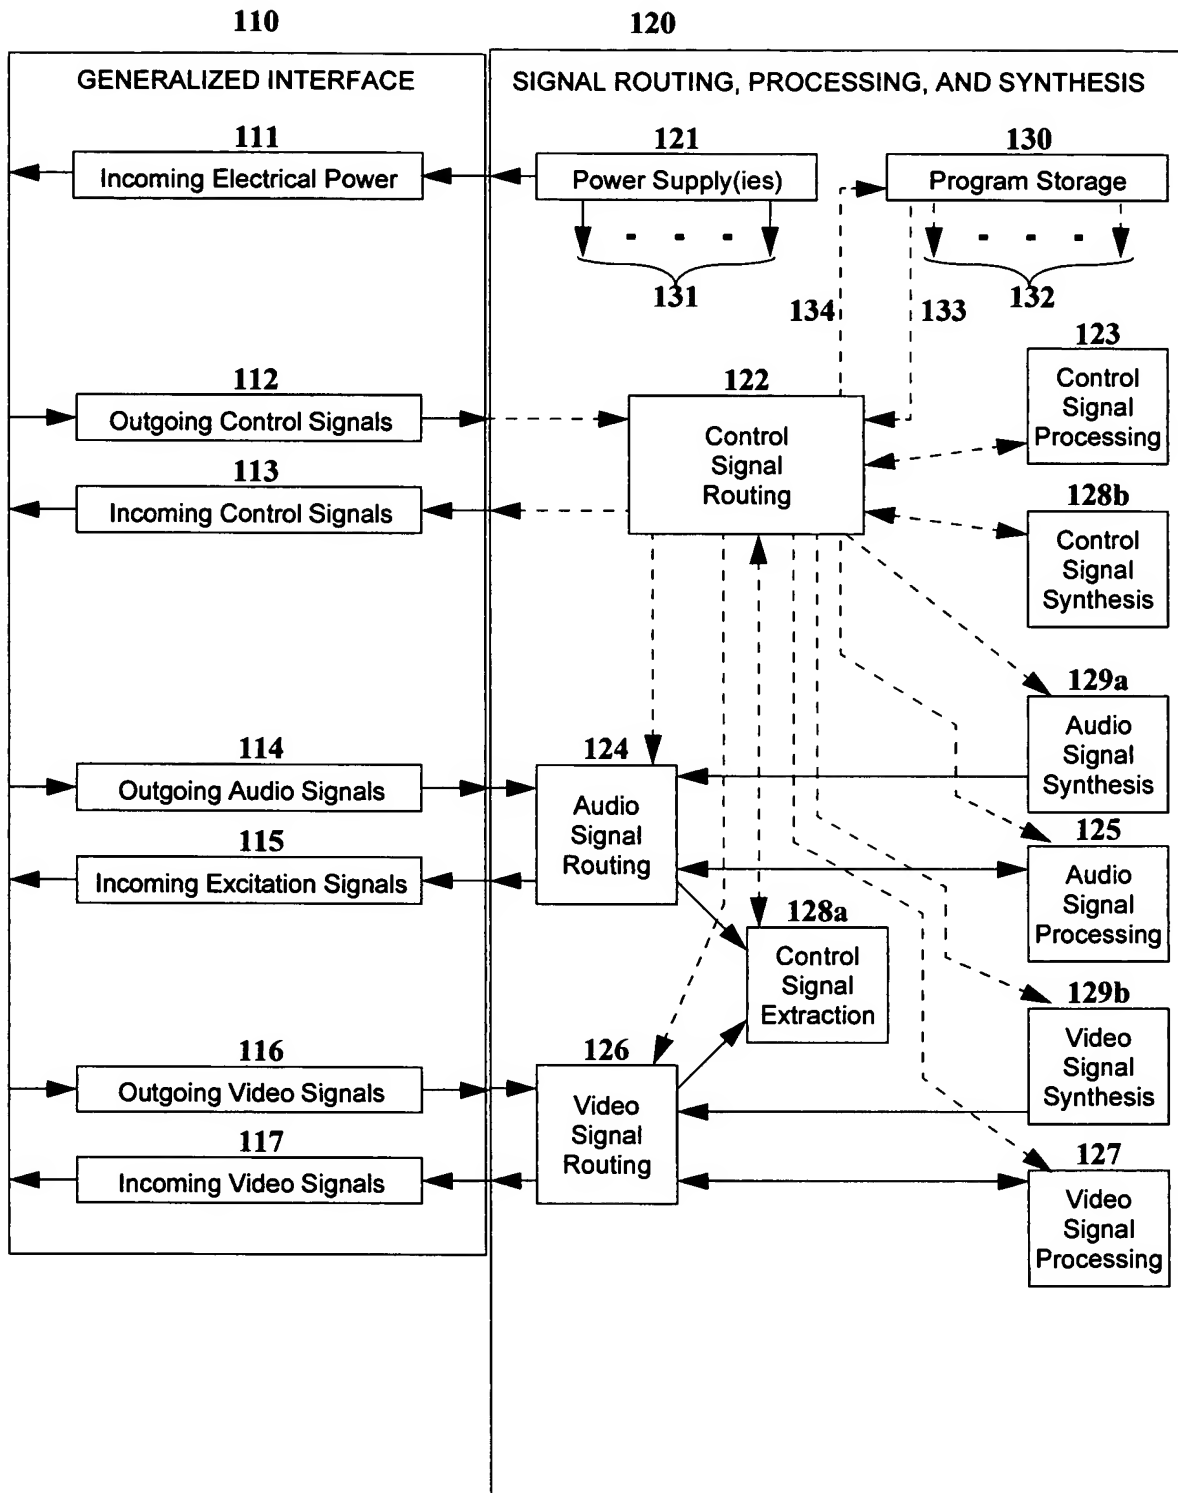 110
120
GENERALIZED INTERFACE
SIGNAL ROUTING, PROCESSING, AND SYNTHESIS
111
Incoming Electrical Power
121
Power Supply(ies)
130
Program Storage
131
132
134
133
112
Outgoing Control Signals
113
Incoming Control Signals
122
Control
Signal
Routing
123
Control
Signal
Processing
128b
Control
Signal
Synthesis
129a
Audio
Signal
Synthesis
114
Outgoing Audio Signals
115
Incoming Excitation Signals
124
Audio
Signal
Routing
125
Audio
Signal
Processing
128a
Control
Signal
Extraction
129b
Video
Signal
Synthesis
116
Outgoing Video Signals
117
Incoming Video Signals
126
Video
Signal
Routing
127
Video
Signal
Processing